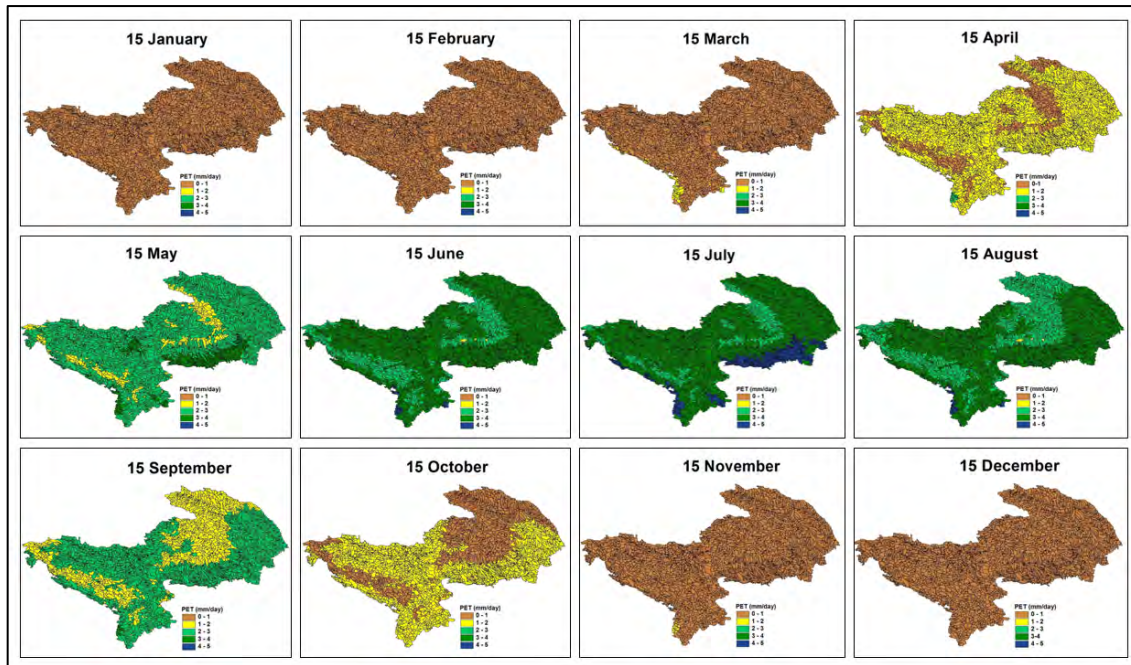 15 January
PET (mm/day)
0 - 1
1 - 2
2 - 3
3 - 4
4 - 5
15 February
PET (mm/day)
0 - 1
1 - 2
2 - 3
3 - 4
4 - 5
15 March
PET (mm/day)
0 - 1
1 - 2
2 - 3
3 - 4
4 - 5
15 April
PET (mm/day)
0-1
1 - 2
2 - 3
3 - 4
4 - 5
15 May
PET (mm/day)
0 - 1
1 - 2
2 - 3
3 - 4
4 - 5
15 June
PET (mm/day)
0 - 1
1 - 2
2 - 3
3 - 4
4 - 5
15 July
PET (mm/day)
0 - 1
1 - 2
2 - 3
3 - 4
4 - 5
15 August
PET (mm/day)
0 - 1
1 - 2
2 - 3
3 - 4
4 - 5
15 September
PET (mm/day)
0 - 1
1 - 2
2 - 3
3 - 4
4 - 5
15 October
PET (mm/day)
0 - 1
1 - 2
2 - 3
3 - 4
4 - 5
15 November
PET (mm/day)
0 - 1
1 - 2
2 - 3
3 - 4
4 - 5
15 December
PET (mm/day)
0 - 1
1 - 2
2 - 3
3-4
4 - 5